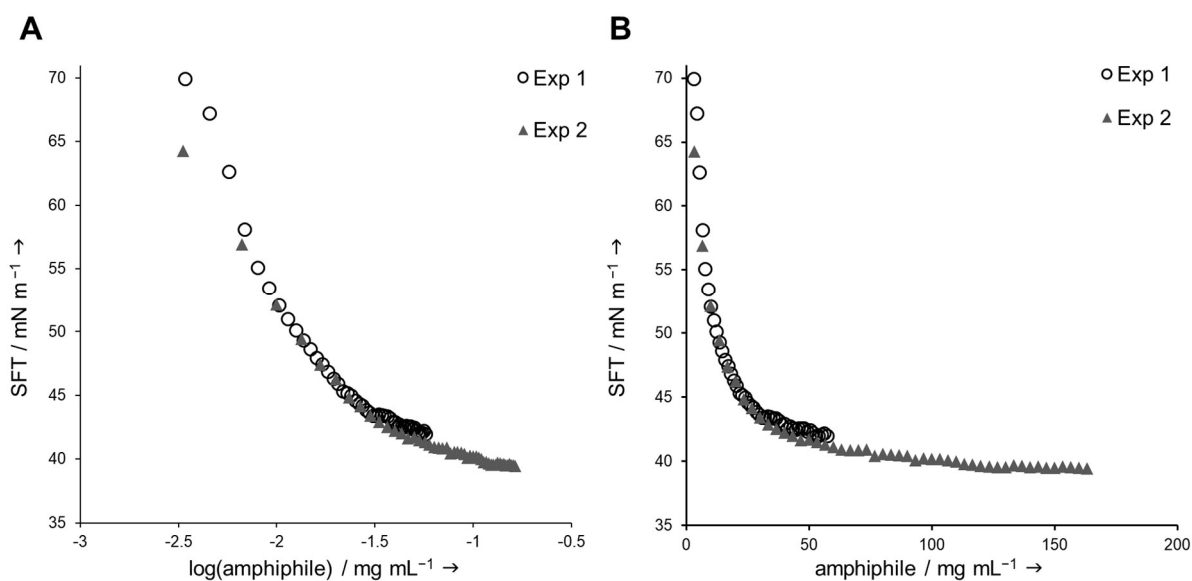 A
70
65
60
55
50
45
40
35
SFT / mN m⁻¹ →
-3
-2.5
-2
-1.5
-1
-0.5
log(amphiphile) / mg mL⁻¹ →
Exp 1
Exp 2
B
70
65
60
55
50
45
40
35
SFT / mN m⁻¹ →
0
50
100
150
200
amphiphile / mg mL⁻¹ →
Exp 1
Exp 2